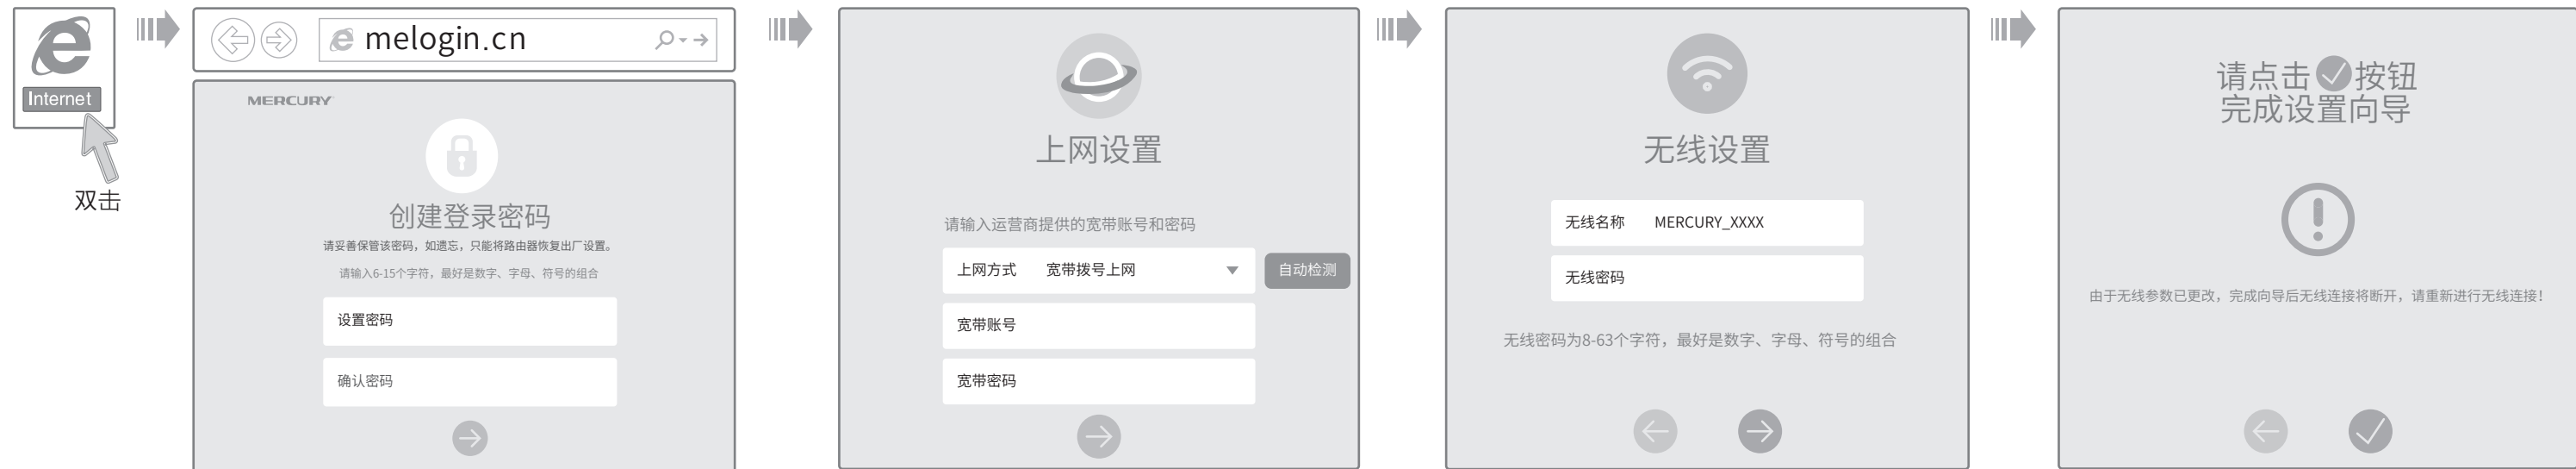 Internet
双击
melogin.cn
MERCURY
创建登录密码
请妥善保管该密码，如遗忘，只能将路由器恢复出厂设置。
请输入6-15个字符，最好是数字、字母、符号的组合
设置密码
确认密码
上网设置
请输入运营商提供的宽带账号和密码
上网方式 宽带拨号上网 自动检测
宽带账号
宽带密码
无线设置
无线名称 MERCURY_XXXX
无线密码
无线密码为8-63个字符，最好是数字、字母、符号的组合
请点击 按钮
完成设置向导
由于无线参数已更改，完成向导后无线连接将断开，请重新进行无线连接！